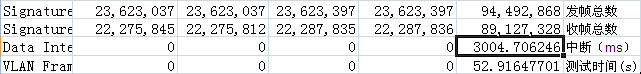 Signature 23,623,037 23,623,037 23,623,397 23,623,397 94,492,868 发帧总数
Signature 22,275,845 22,275,812 22,287,835 22,287,836 89,127,328 收帧总数
Data Inte 0 0 0 0 3004.706246 中断（ms）
VLAN Fram 0 0 0 0 52.91647701 测试时间(s)